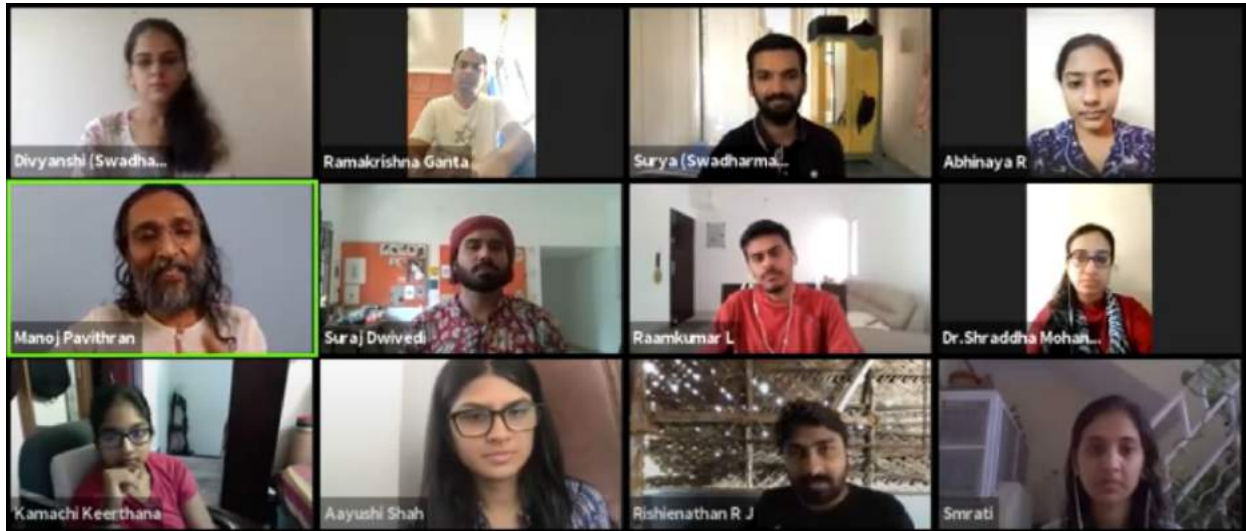 Divyanshi (Swadha...
Ramakrishna Ganta
Surya (Swadharma...
Abhinaya R
Manoj Pavithran
Suraj Dwivedi
Raamkumar L
Dr.Shraddha Mohan...
Kamachi Keerthana
Aayushi Shah
Rishienathan R J
Smrati